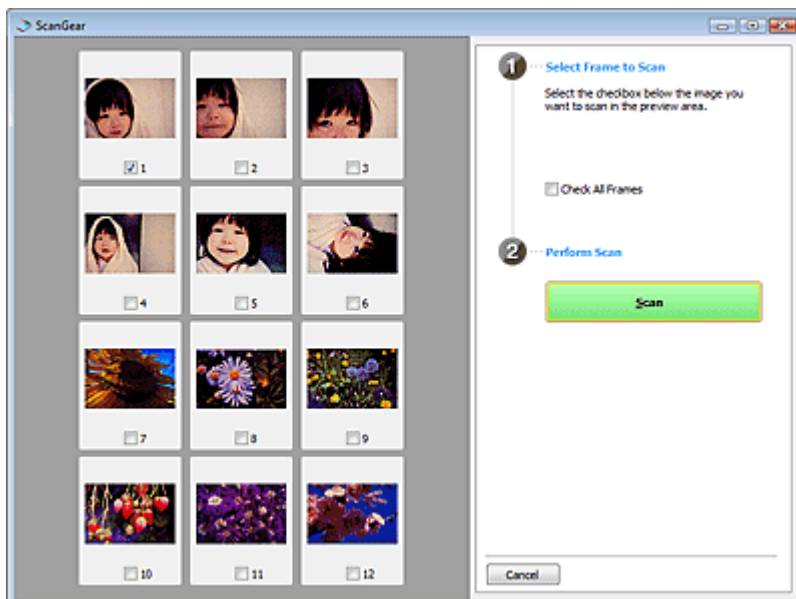 ScanGear
1
2
3
4
5
6
7
8
9
10
11
12
1 Select Frame to Scan
Select the checkbox below the image you
want to scan in the preview area.
Check All Frames
2 Perform Scan
Scan
Cancel